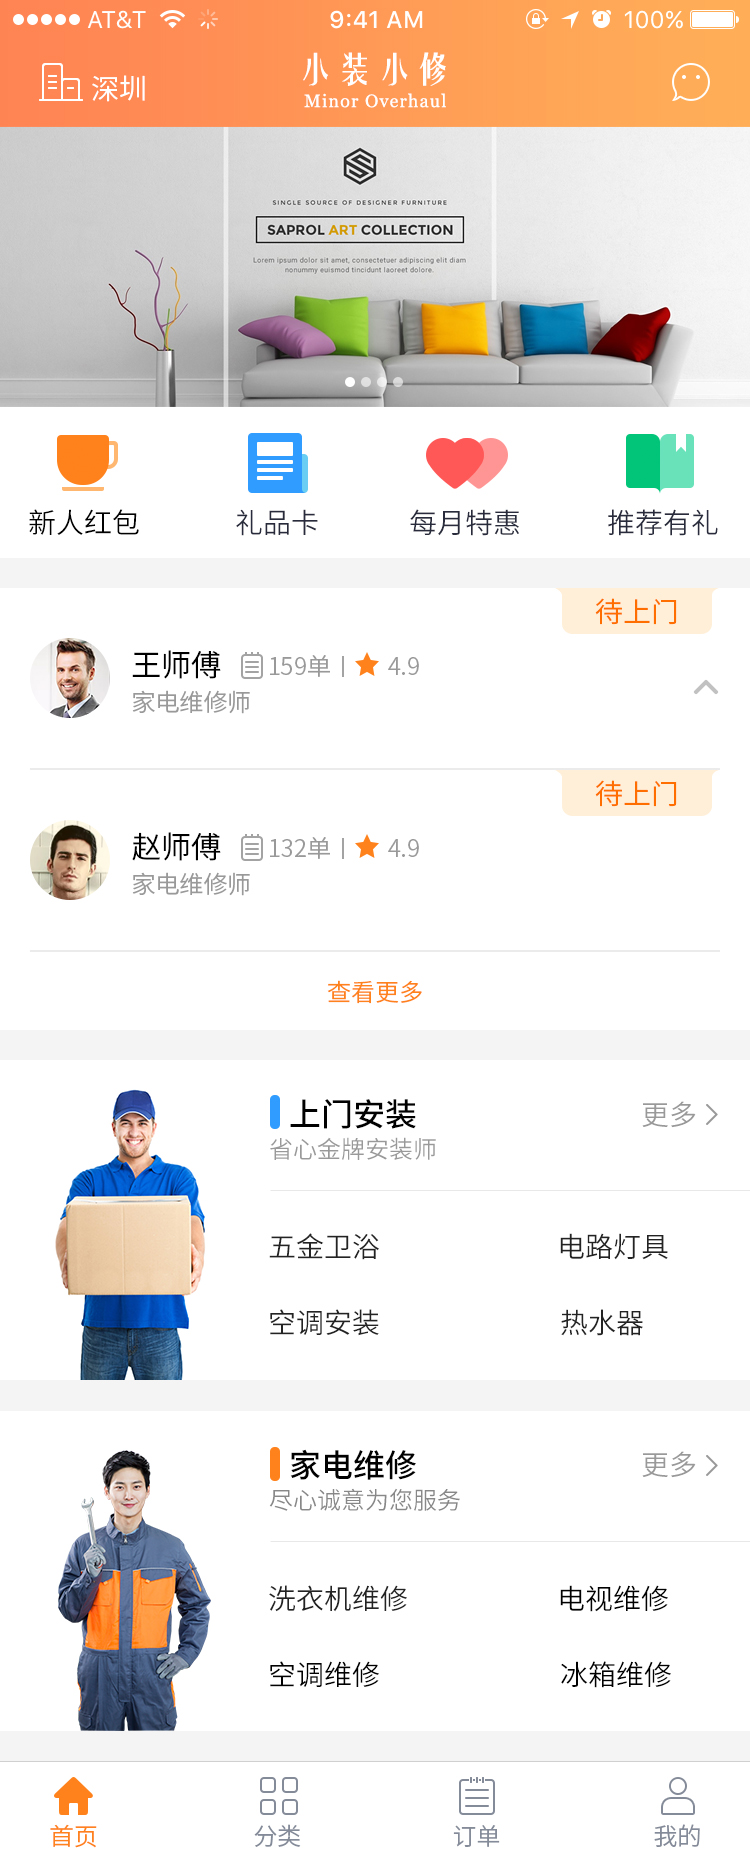 AT&T 9:41 AM 100%
深圳
小装小修
Minor Overhaul
SINGLE SOURCE OF DESIGNER FURNITURE
SAPROL ART COLLECTION
Lorem ipsum dolor sit amet, consectetuer adipiscing elit diam
nonummy euismod tincidunt laoreet dolore.
新人红包 礼品卡 每月特惠 推荐有礼
待上门
王师傅 159单 4.9
家电维修师
待上门
赵师傅 132单 4.9
家电维修师
查看更多
上门安装 更多
省心金牌安装师
五金卫浴 电路灯具
空调安装 热水器
家电维修 更多
尽心诚意为您服务
洗衣机维修 电视维修
空调维修 冰箱维修
首页 分类 订单 我的